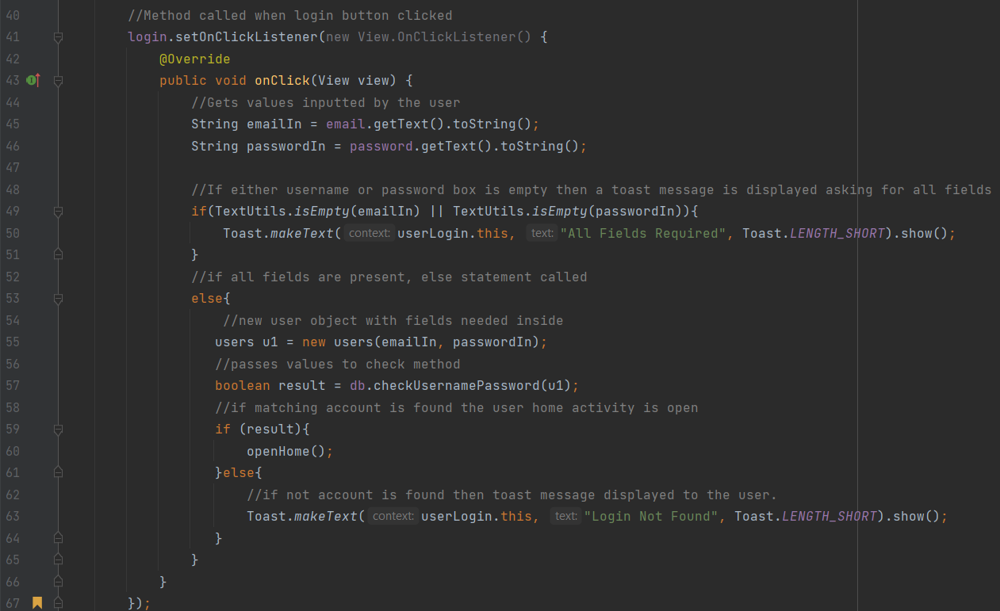 40 //Method called when login button clicked
41 login.setOnClickListener(new View.OnClickListener() {
42 @Override
43 public void onClick(View view) {
44 //Gets values inputted by the user
45 String emailIn = email.getText().toString();
46 String passwordIn = password.getText().toString();
47
48 //If either username or password box is empty then a toast message is displayed asking for all fields
49 if(TextUtils.isEmpty(emailIn) || TextUtils.isEmpty(passwordIn)){
50 Toast.makeText( context: userLogin.this, text: "All Fields Required", Toast.LENGTH_SHORT).show();
51 }
52 //if all fields are present, else statement called
53 else{
54 //new user object with fields needed inside
55 users u1 = new users(emailIn, passwordIn);
56 //passes values to check method
57 boolean result = db.checkUsernamePassword(u1);
58 //if matching account is found the user home activity is open
59 if (result){
60 openHome();
61 }else{
62 //if not account is found then toast message displayed to the user.
63 Toast.makeText( context: userLogin.this, text: "Login Not Found", Toast.LENGTH_SHORT).show();
64 }
65 }
66 }
67 });